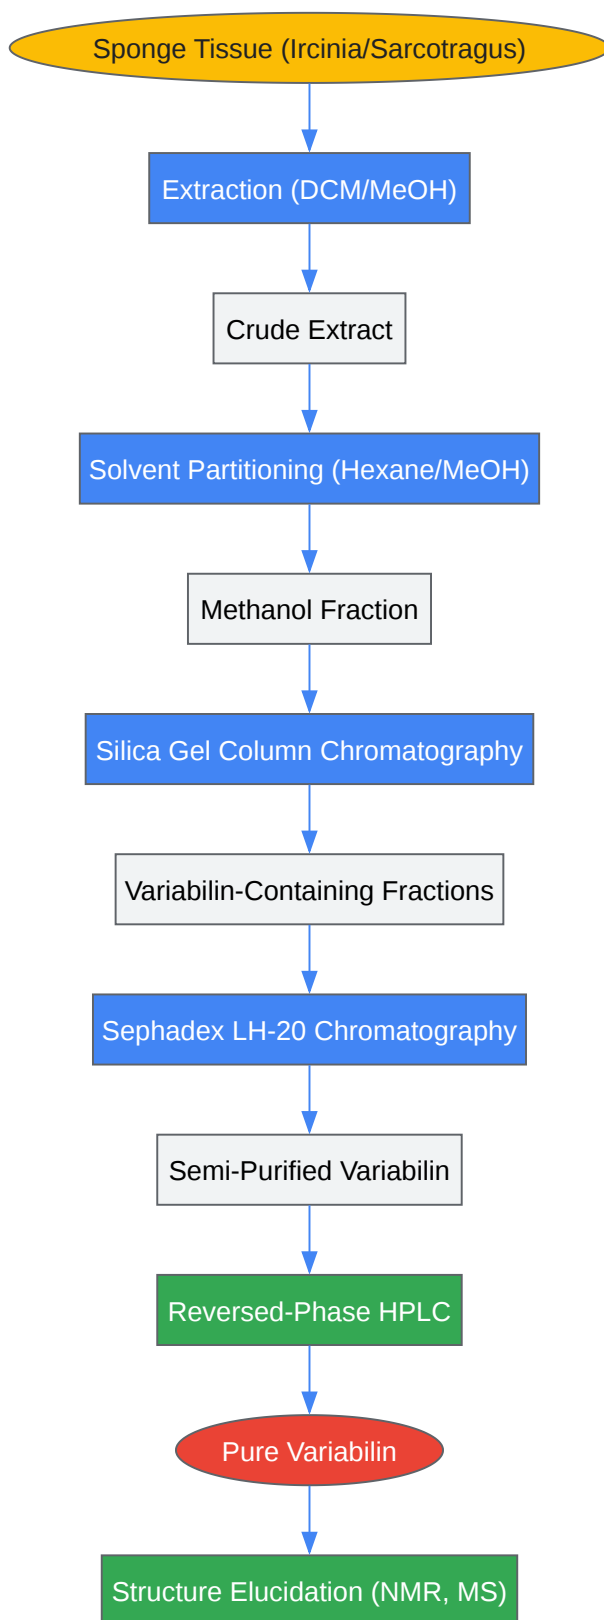 Sponge Tissue (Ircinia/Sarcotragus)
Extraction (DCM/MeOH)
Crude Extract
Solvent Partitioning (Hexane/MeOH)
Methanol Fraction
Silica Gel Column Chromatography
Variabilin-Containing Fractions
Sephadex LH-20 Chromatography
Semi-Purified Variabilin
Reversed-Phase HPLC
Pure Variabilin
Structure Elucidation (NMR, MS)